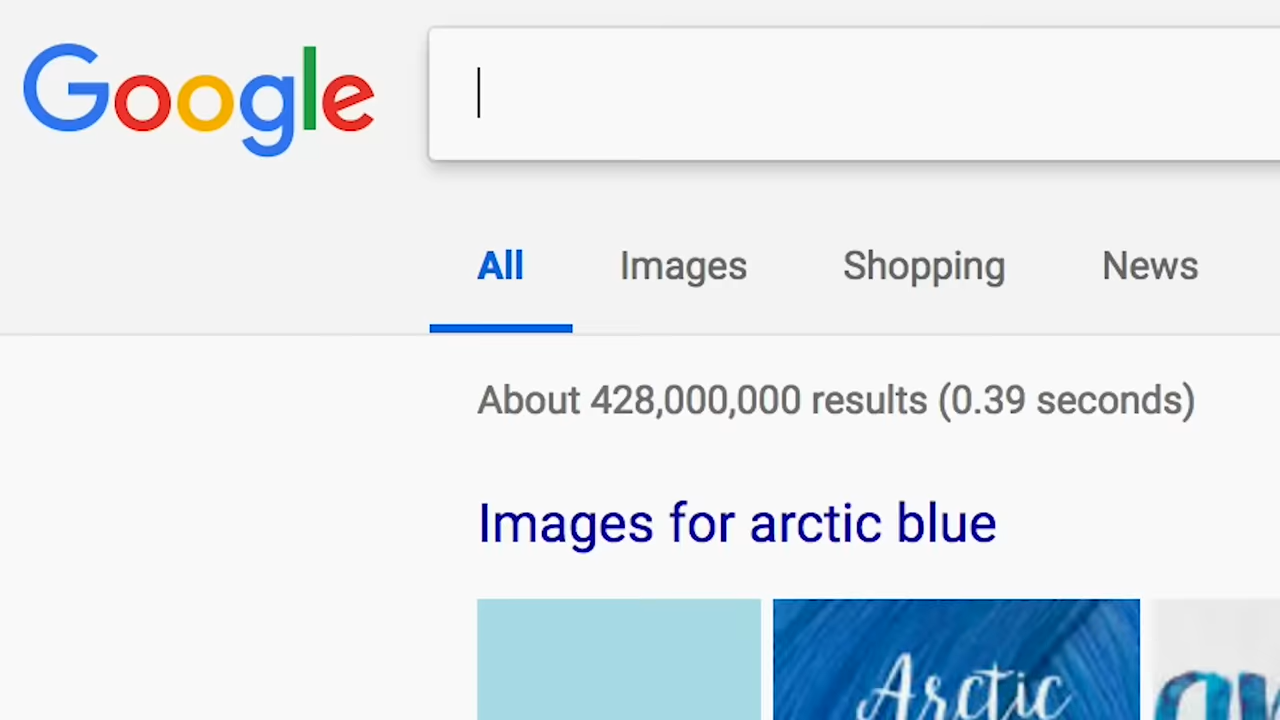 Google
All Images Shopping News
About 428,000,000 results (0.39 seconds)
Images for arctic blue
Arctic